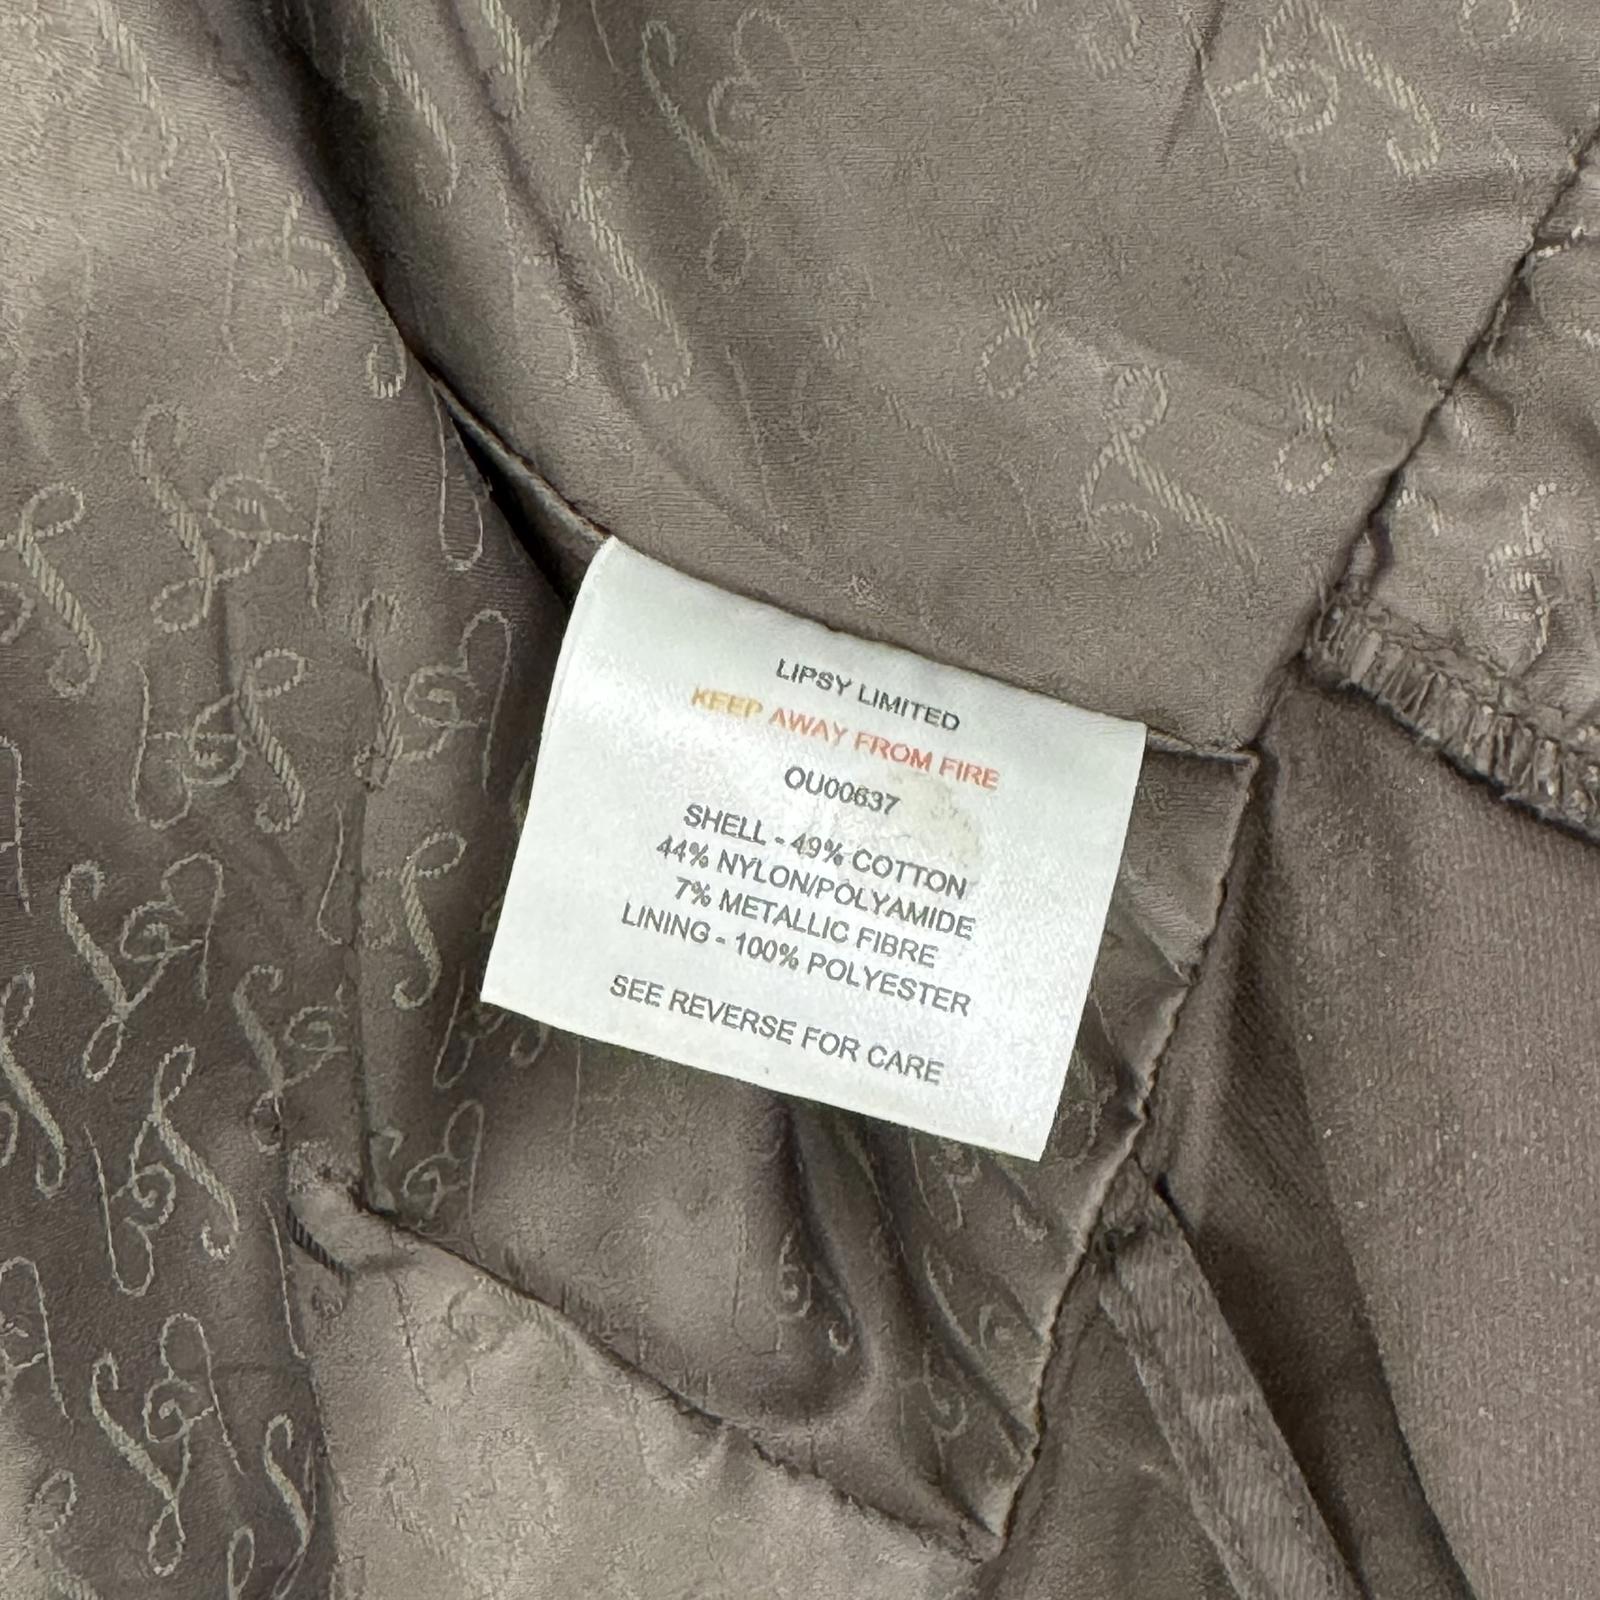 LIPSY LIMITED
KEEP AWAY FROM FIRE
OU00637
SHELL - 49% COTTON
44% NYLON/POLYAMIDE
7% METALLIC FIBRE
LINING - 100% POLYESTER
SEE REVERSE FOR CARE